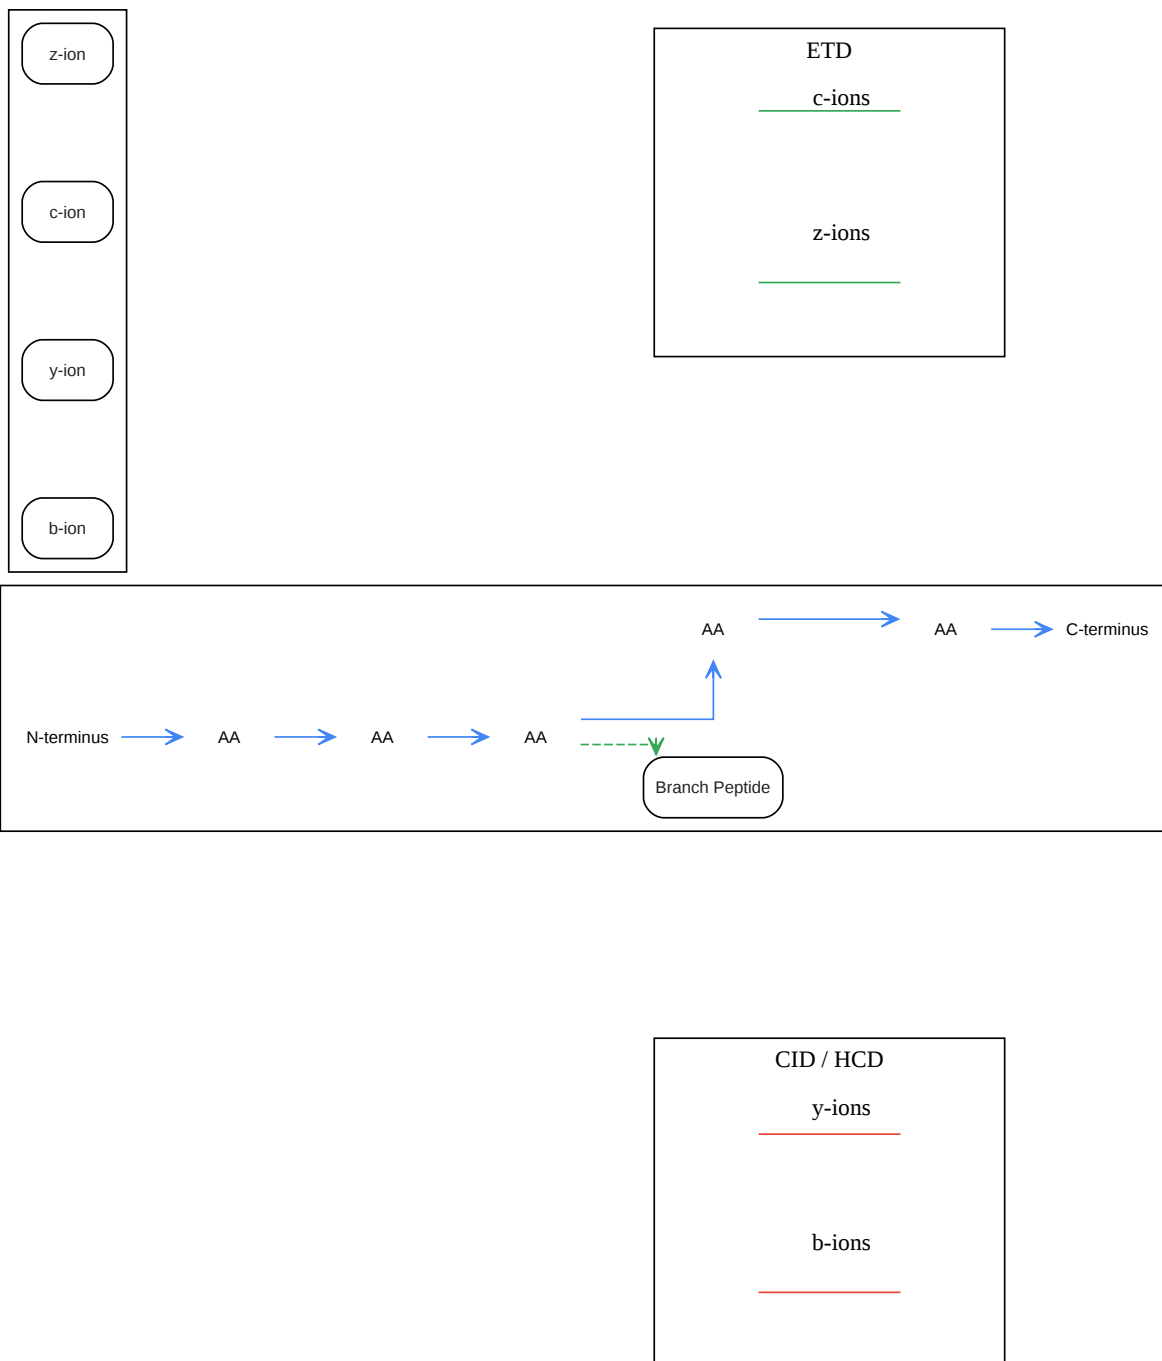 z-ion
c-ion
y-ion
b-ion
ETD
c-ions
z-ions
AA
AA
C-terminus
N-terminus
AA
AA
AA
Branch Peptide
CID / HCD
y-ions
b-ions